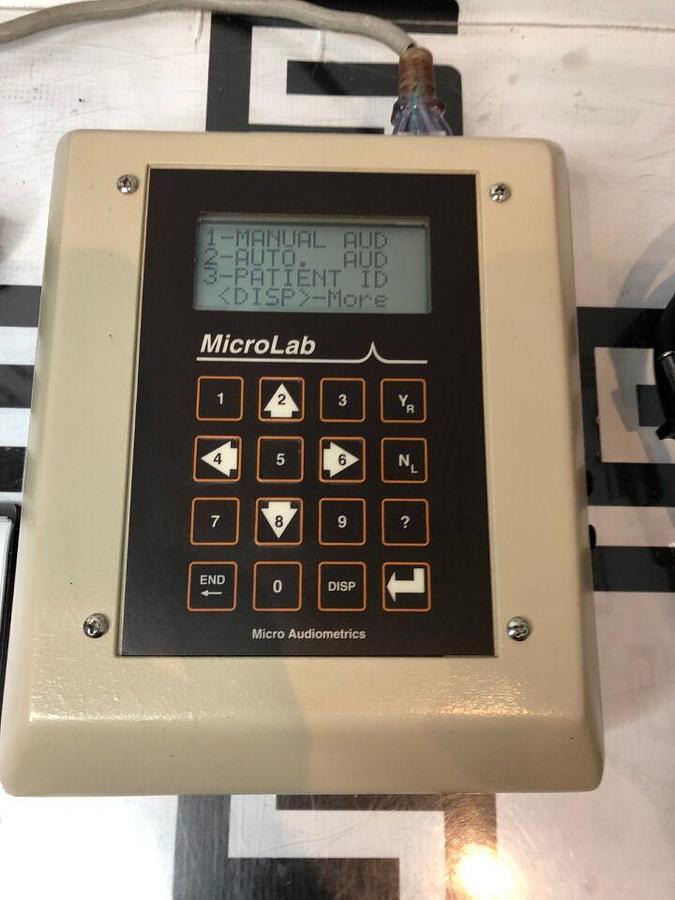 1-MANUAL AUD
2-AUTO. AUD
3-PATIENT ID
<DISP>-More
MicroLab
1 2 3 YR
4 5 6 NL
7 8 9 ?
END 0 DISP
Micro Audiometrics